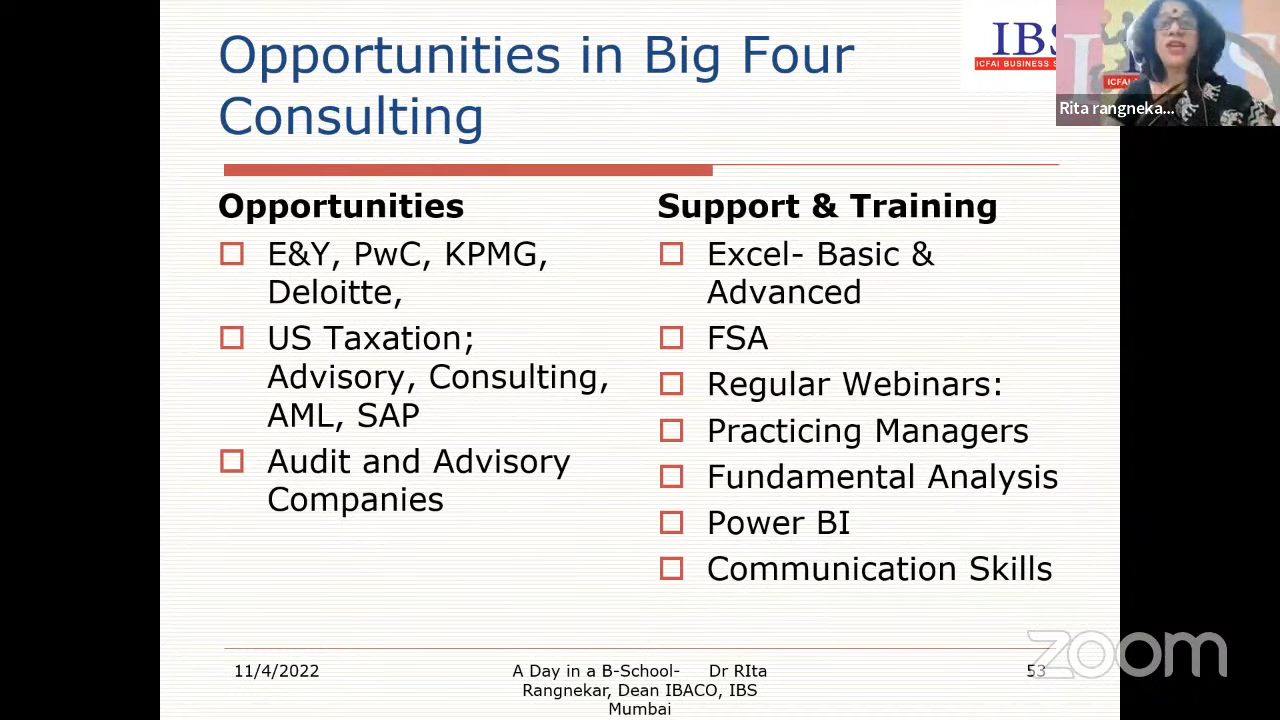 Opportunities in Big Four
Consulting
IBS
ICFAI BUSINESS S
ICFAI
Rita rangneka...
Opportunities
E&Y, PwC, KPMG,
Deloitte,
US Taxation;
Advisory, Consulting,
AML, SAP
Audit and Advisory
Companies
Support & Training
Excel- Basic &
Advanced
FSA
Regular Webinars:
Practicing Managers
Fundamental Analysis
Power BI
Communication Skills
11/4/2022
A Day in a B-School- Dr RIta
Rangnekar, Dean IBACO, IBS
Mumbai
53
zoom